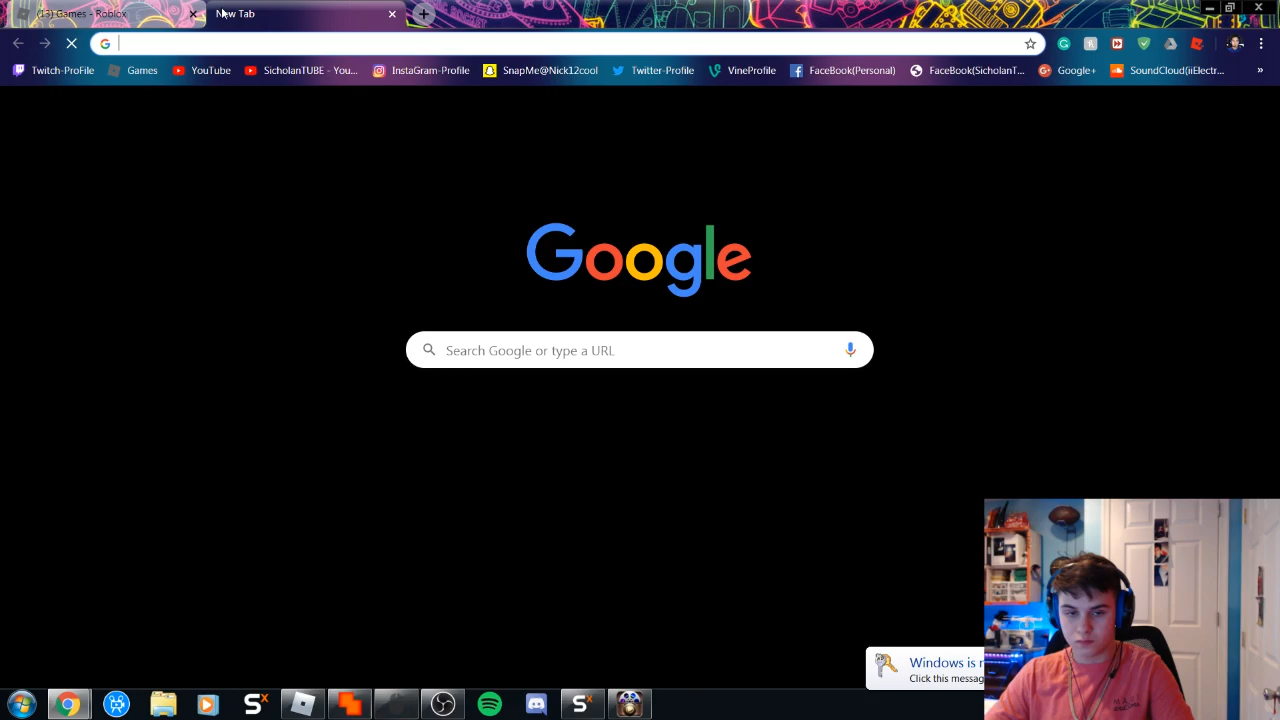 (13) Games - Roblox
New Tab
Twitch-ProFile
Games
YouTube
SicholanTUBE - You...
InstaGram-Profile
SnapMe@Nick12cool
Twitter-Profile
VineProfile
FaceBook(Personal)
FaceBook(SicholanT...
Google+
SoundCloud(iiElectr...
»
Google
Search Google or type a URL
Windows is
Click this messag